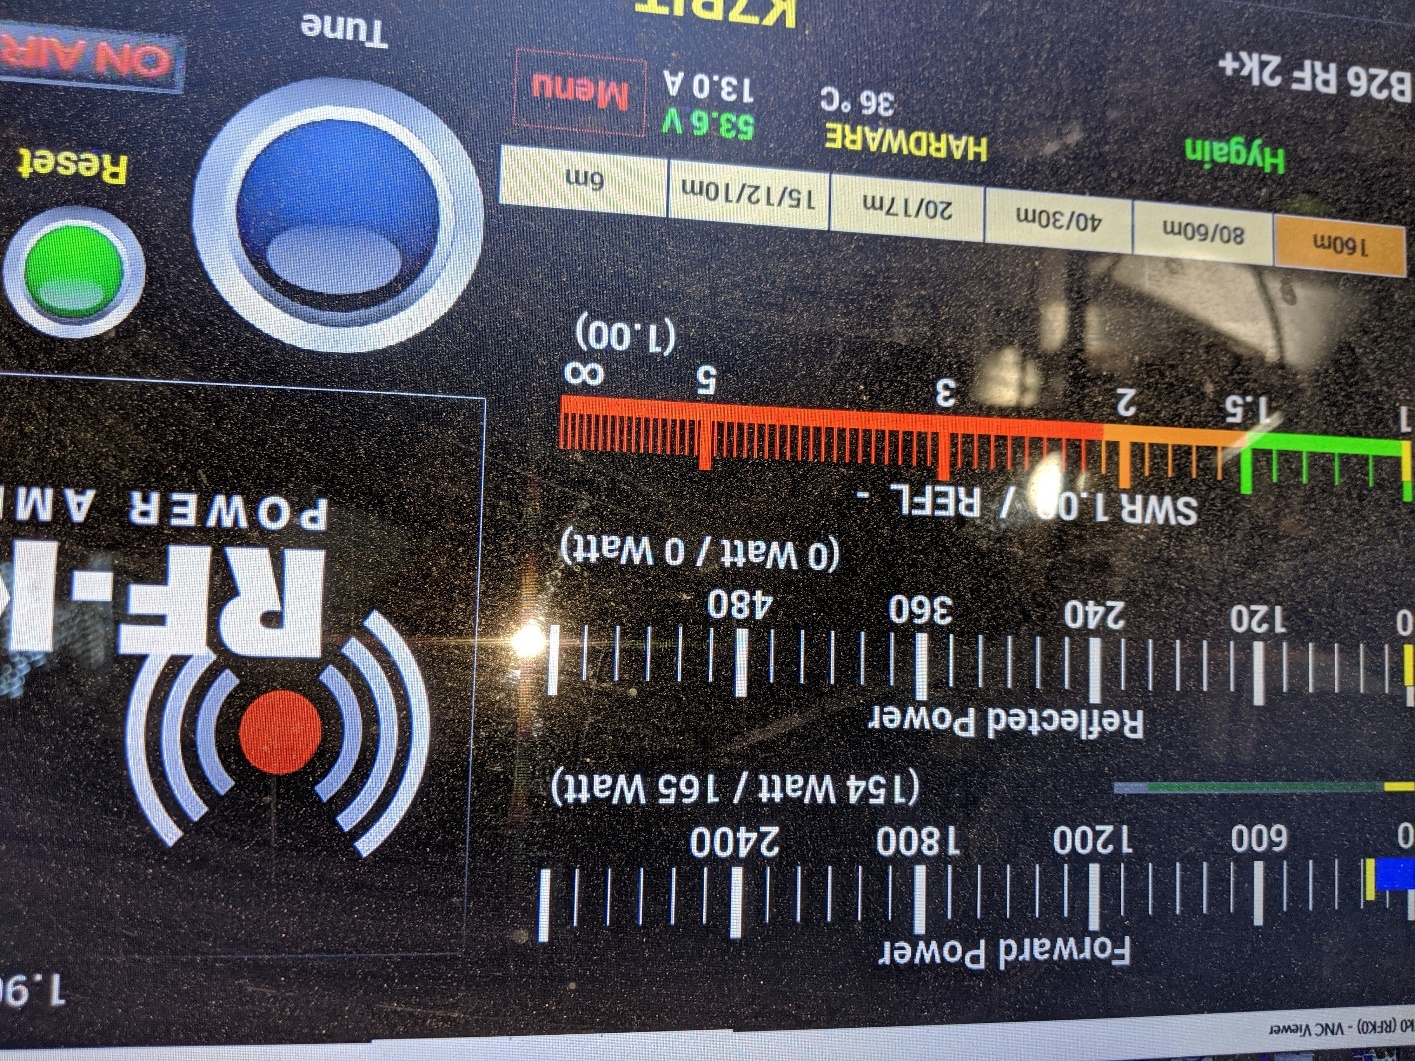 k0 (RFK0) - VNC Viewer
1.90
Forward Power
0 600 1200 1800 2400
(154 Watt / 165 Watt)
Reflected Power
0 120 240 360 480
(0 Watt / 0 Watt)
RF-K
POWER AM
SWR 1.00 / REFL -
1 1.5 2 3 5 ∞
(1.00)
160m 80/60m 40/30m 20/17m 15/12/10m 6m
Hygain
HARDWARE
36 °C
53.6 V
13.0 A
Menu
Tune
Reset
ON AIR
B26 RF 2k+